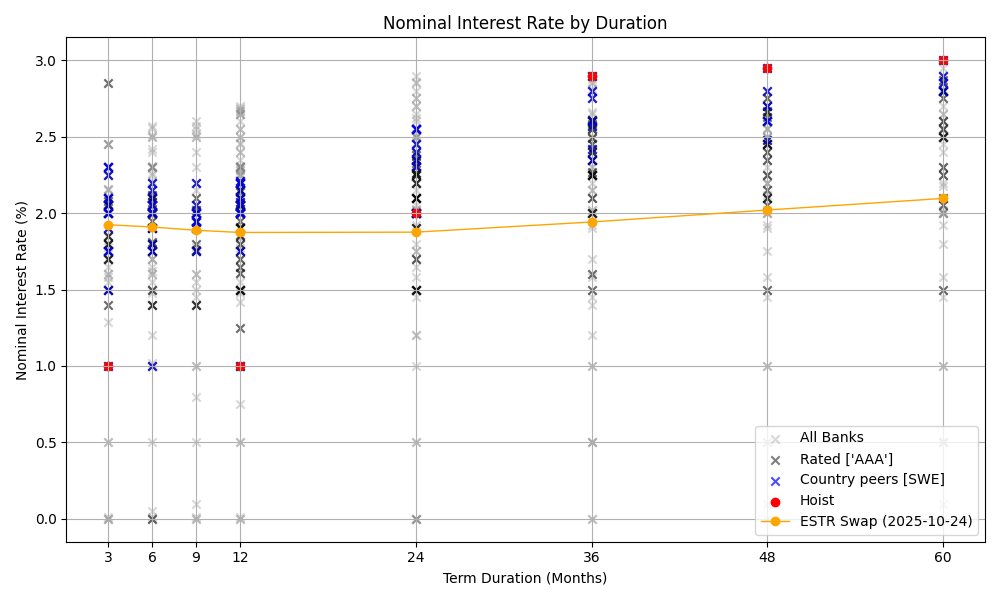 Nominal Interest Rate by Duration
Nominal Interest Rate (%)
3.0
2.5
2.0
1.5
1.0
0.5
0.0
3
6
9
12
24
36
48
60
Term Duration (Months)
All Banks
Rated ['AAA']
Country peers [SWE]
Hoist
ESTR Swap (2025-10-24)